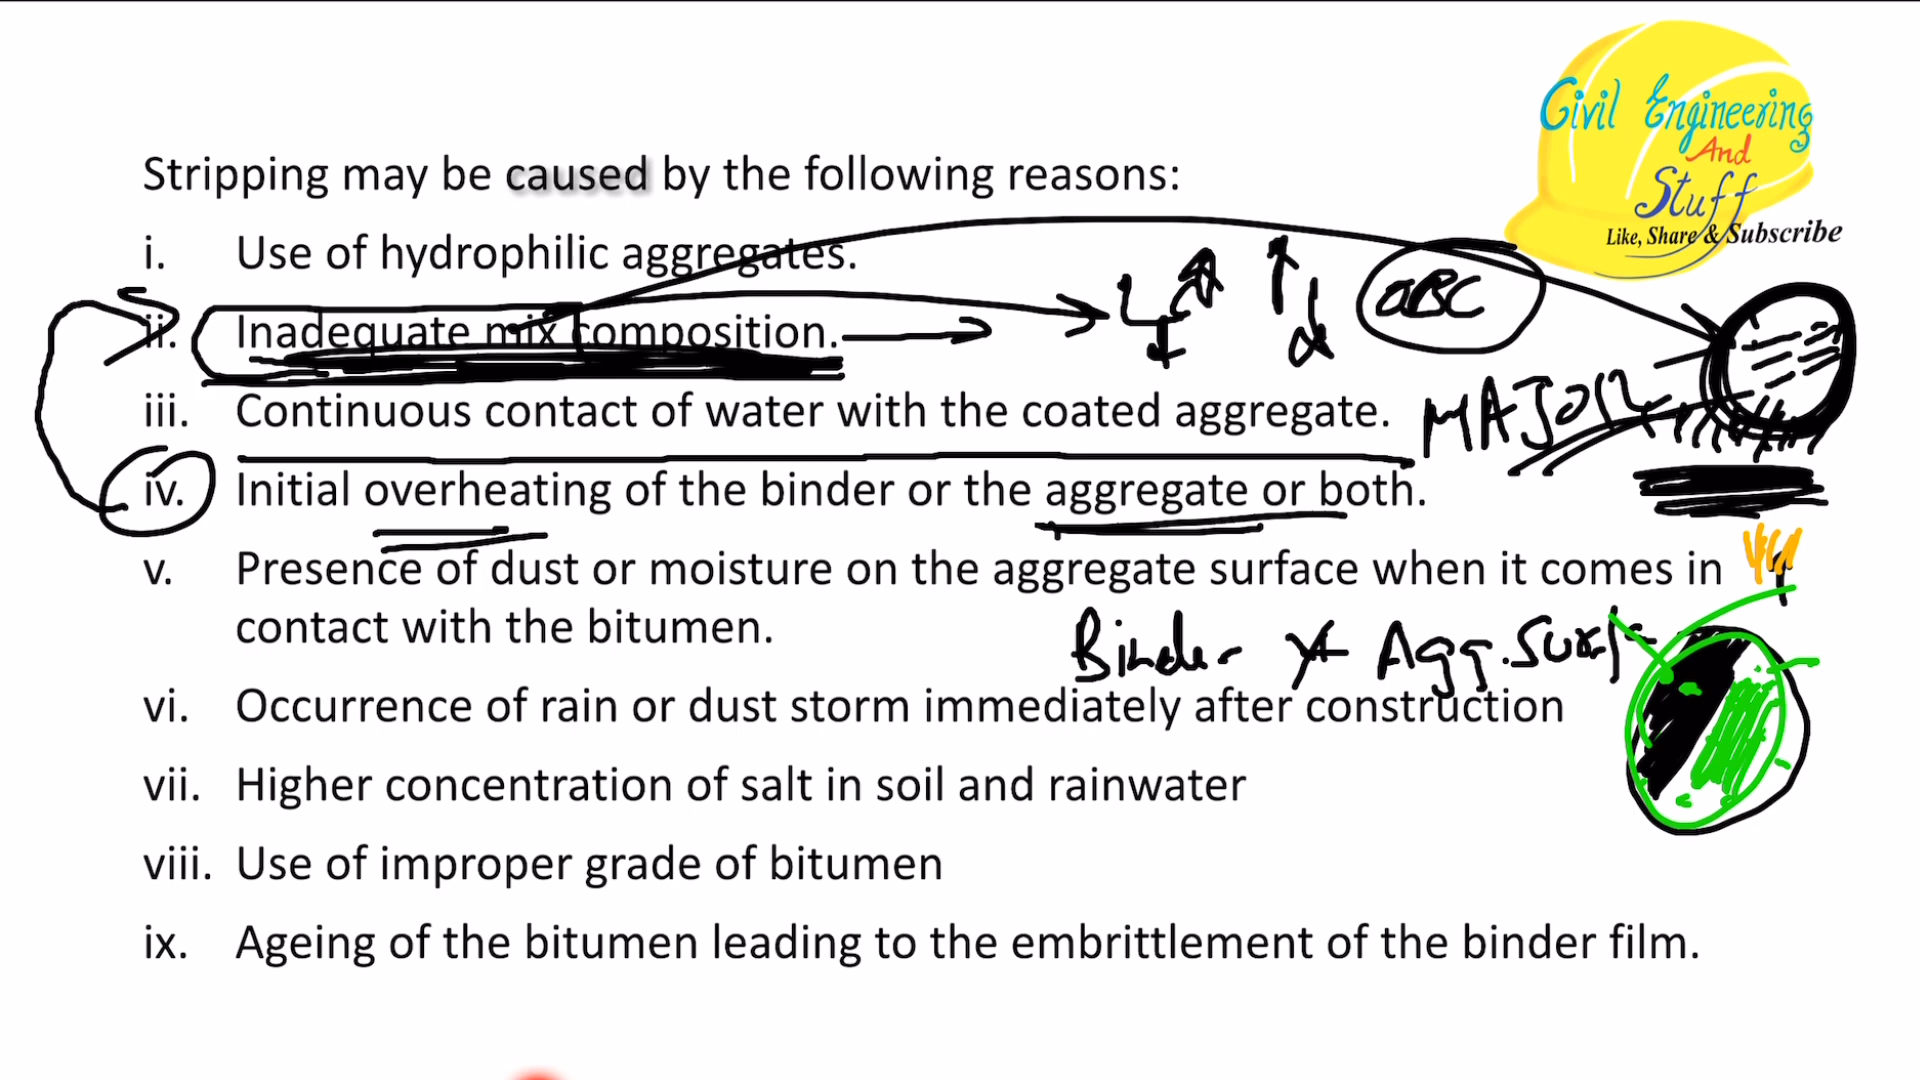 Civil Engineering
And
Stuff
Like, Share & Subscribe
Stripping may be caused by the following reasons:
i. Use of hydrophilic aggregates.
ii. Inadequate mix composition.
aBC
iii. Continuous contact of water with the coated aggregate.
MAJOR
iv. Initial overheating of the binder or the aggregate or both.
v. Presence of dust or moisture on the aggregate surface when it comes in
contact with the bitumen.
Binder Agg. Surf
vi. Occurrence of rain or dust storm immediately after construction
vii. Higher concentration of salt in soil and rainwater
viii. Use of improper grade of bitumen
ix. Ageing of the bitumen leading to the embrittlement of the binder film.